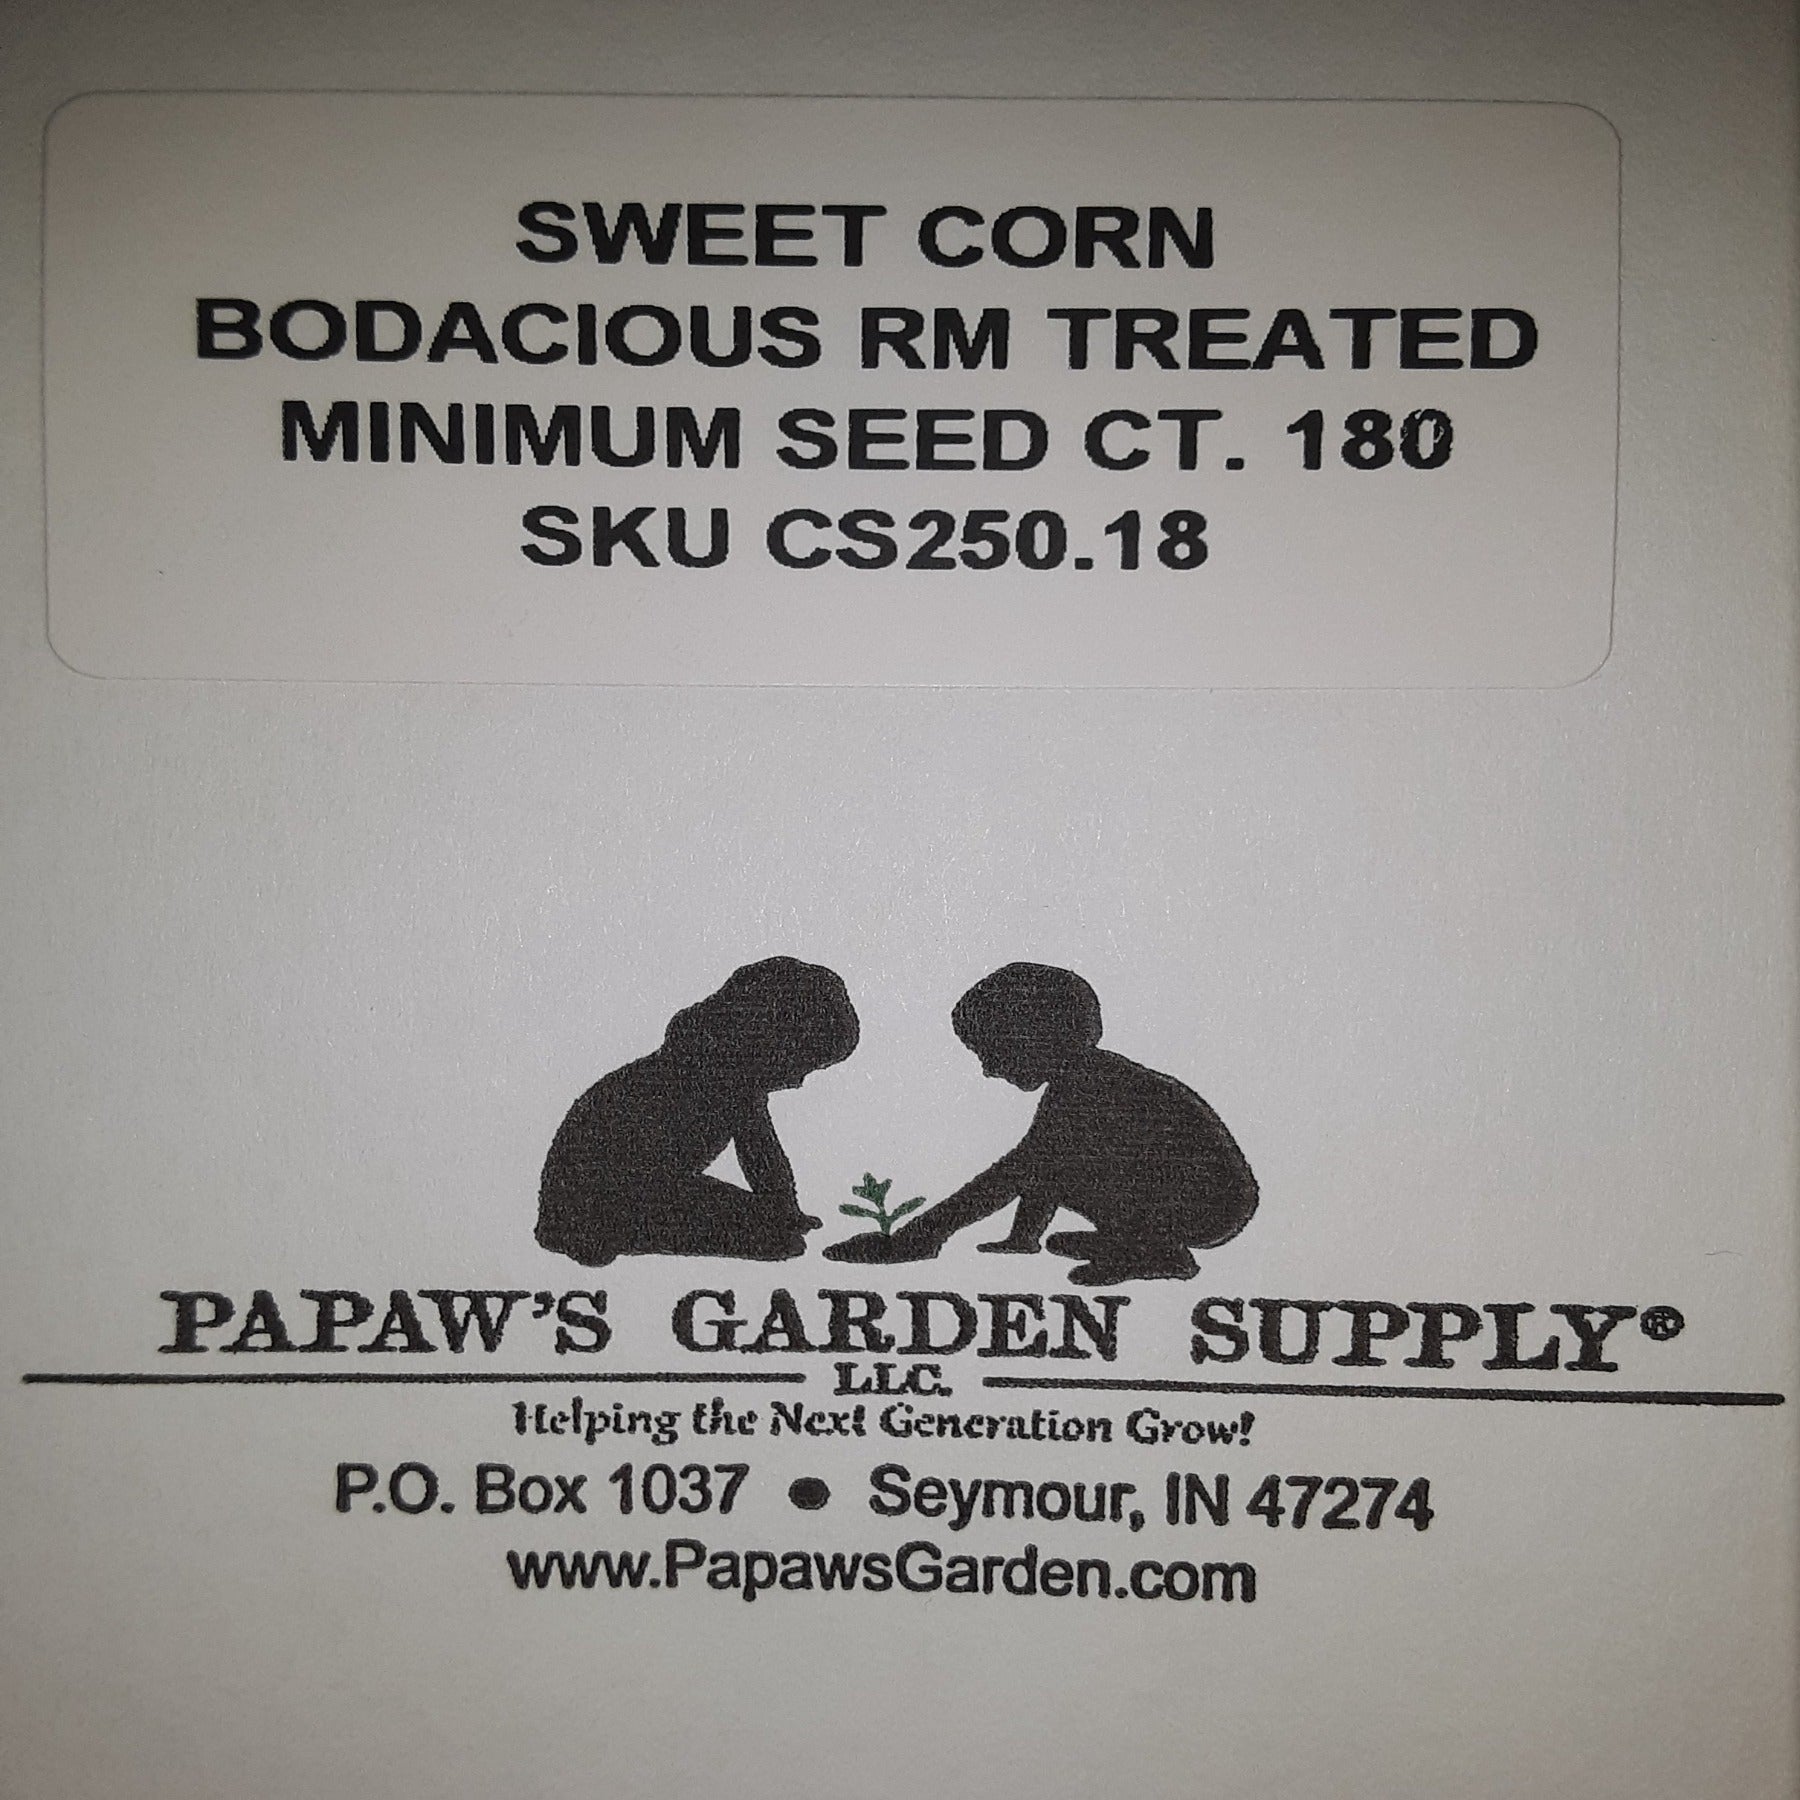 SWEET CORN
BODACIOUS RM TREATED
MINIMUM SEED CT. 180
SKU CS250.18
PAPAW'S GARDEN SUPPLY®
LLC.
Helping the Next Generation Grow!
P.O. Box 1037 ● Seymour, IN 47274
www.PapawsGarden.com